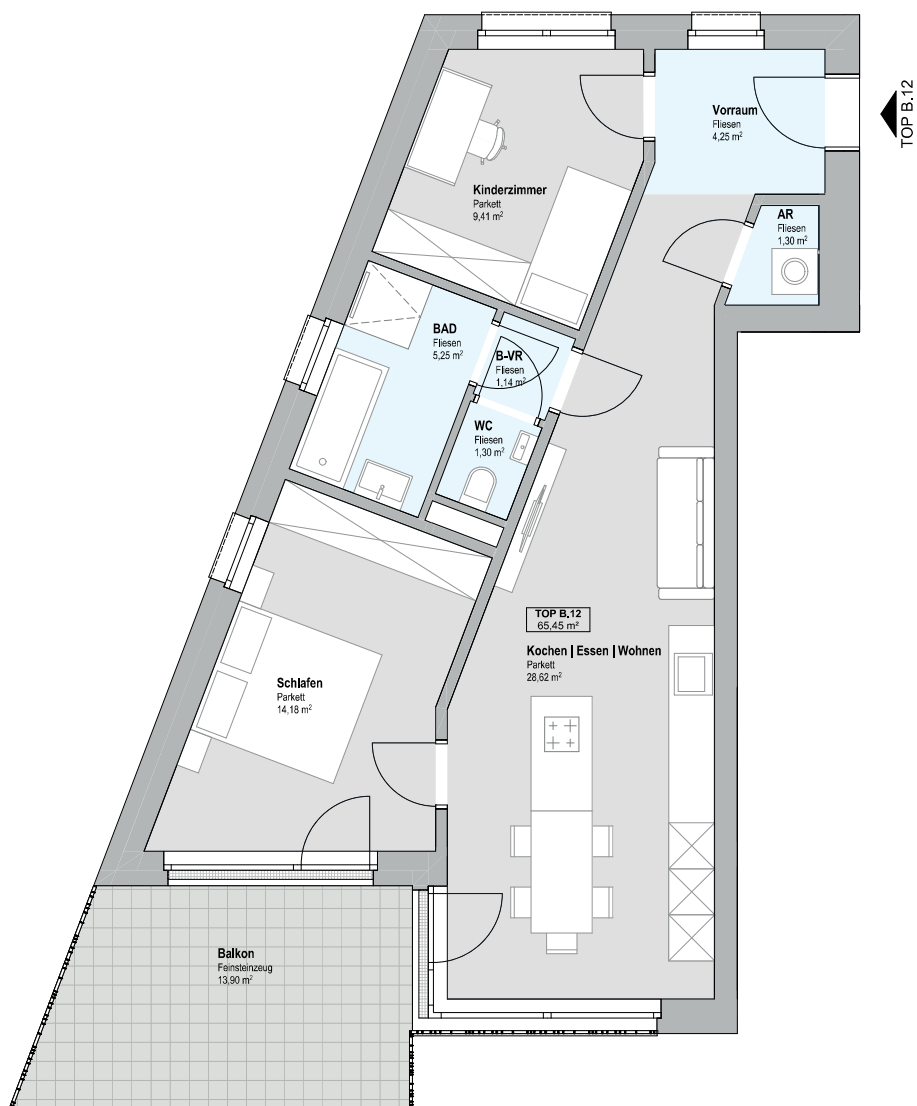 TOP B.12
Vorraum
Fliesen
4,25 m²
Kinderzimmer
Parkett
9,41 m²
AR
Fliesen
1,30 m²
BAD
Fliesen
5,25 m²
B-VR
Fliesen
1,14 m²
WC
Fliesen
1,30 m²
TOP B.12
65,45 m²
Kochen | Essen | Wohnen
Parkett
28,62 m²
Schlafen
Parkett
14,18 m²
Balkon
Feinsteinzeug
13,90 m²